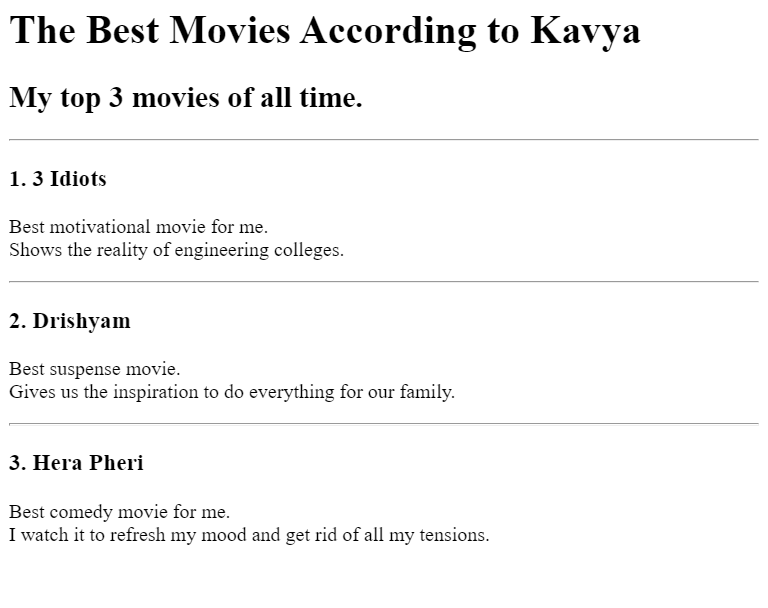 The Best Movies According to Kavya
My top 3 movies of all time.
1. 3 Idiots
Best motivational movie for me.
Shows the reality of engineering colleges.
2. Drishyam
Best suspense movie.
Gives us the inspiration to do everything for our family.
3. Hera Pheri
Best comedy movie for me.
I watch it to refresh my mood and get rid of all my tensions.